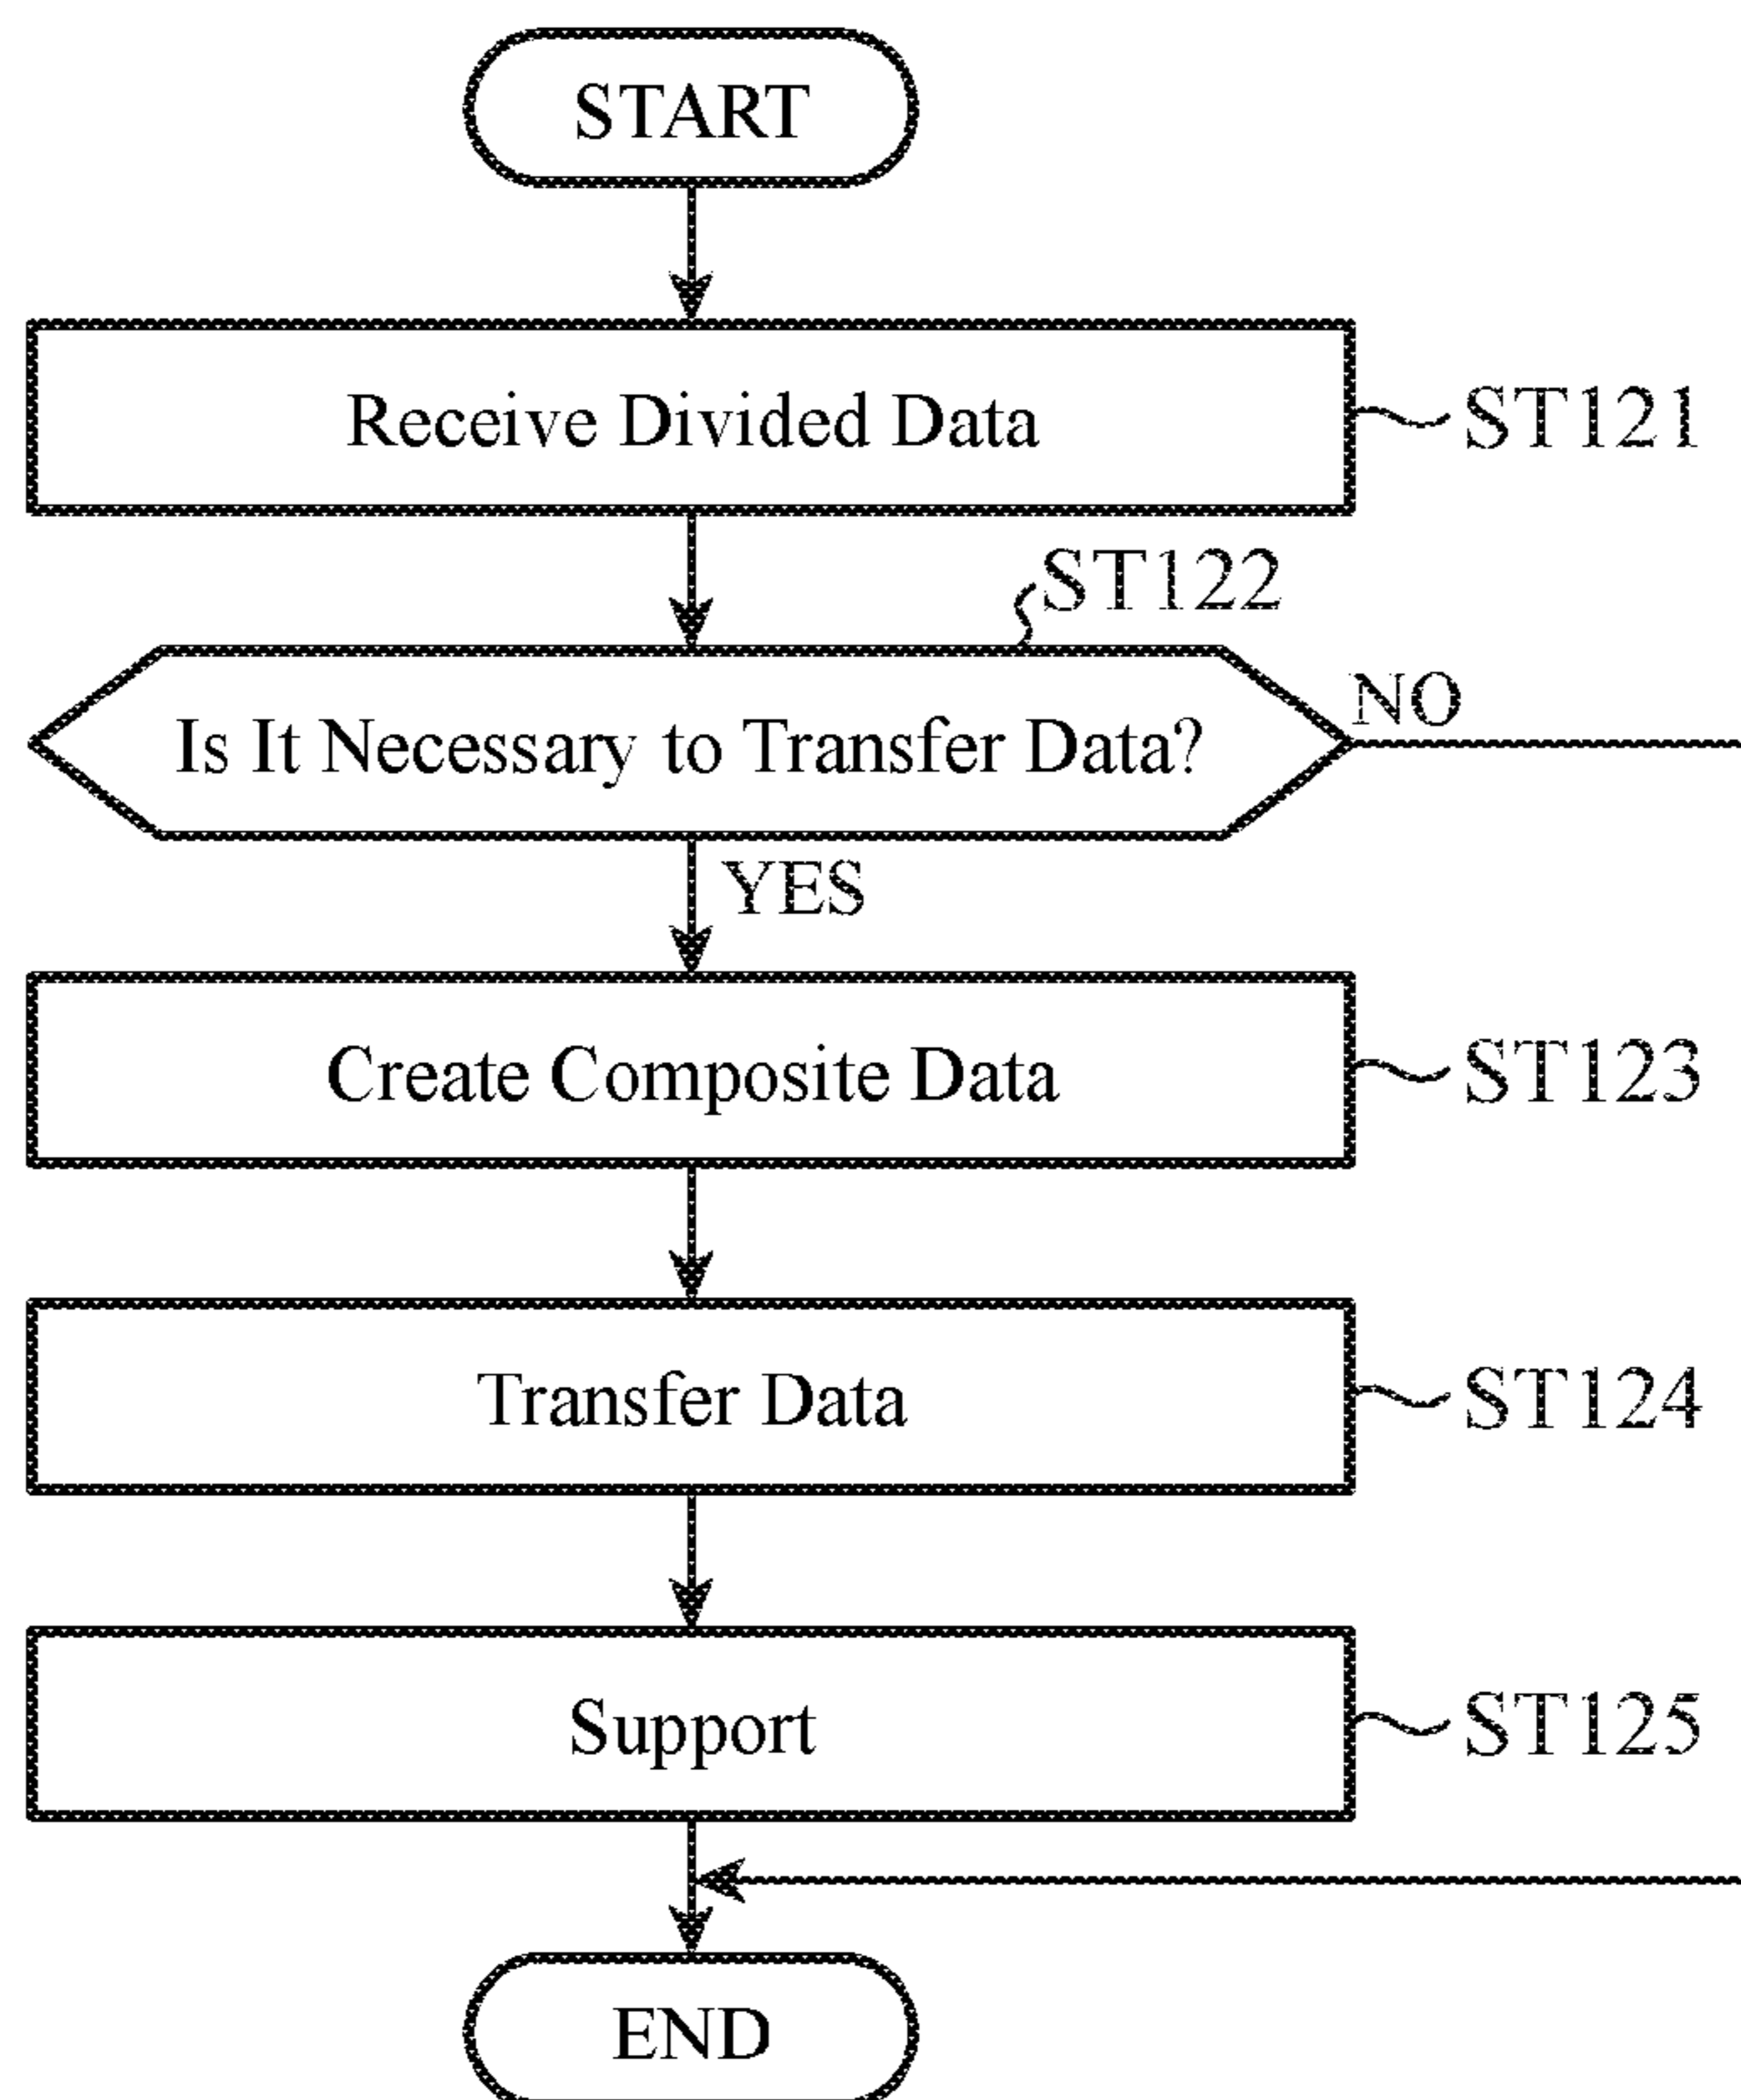 START
Receive Divided Data
ST121
ST122
Is It Necessary to Transfer Data?
NO
YES
Create Composite Data
ST123
Transfer Data
ST124
Support
ST125
END